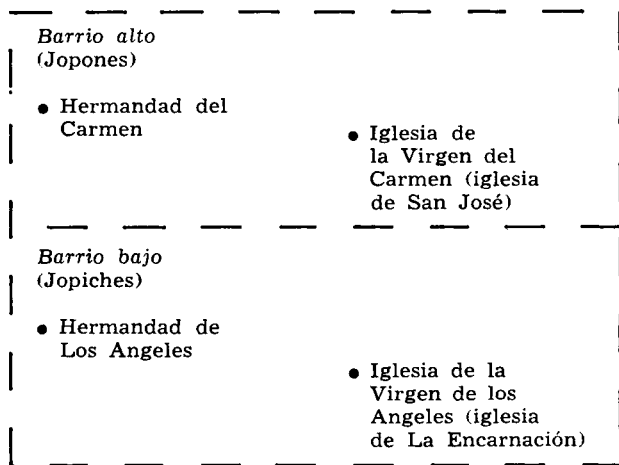 Barrio alto
(Jopones)
• Hermandad del
Carmen
• Iglesia de
la Virgen del
Carmen (iglesia
de San José)
Barrio bajo
(Jopiches)
• Hermandad de
Los Angeles
• Iglesia de la
Virgen de los
Angeles (iglesia
de La Encarnación)